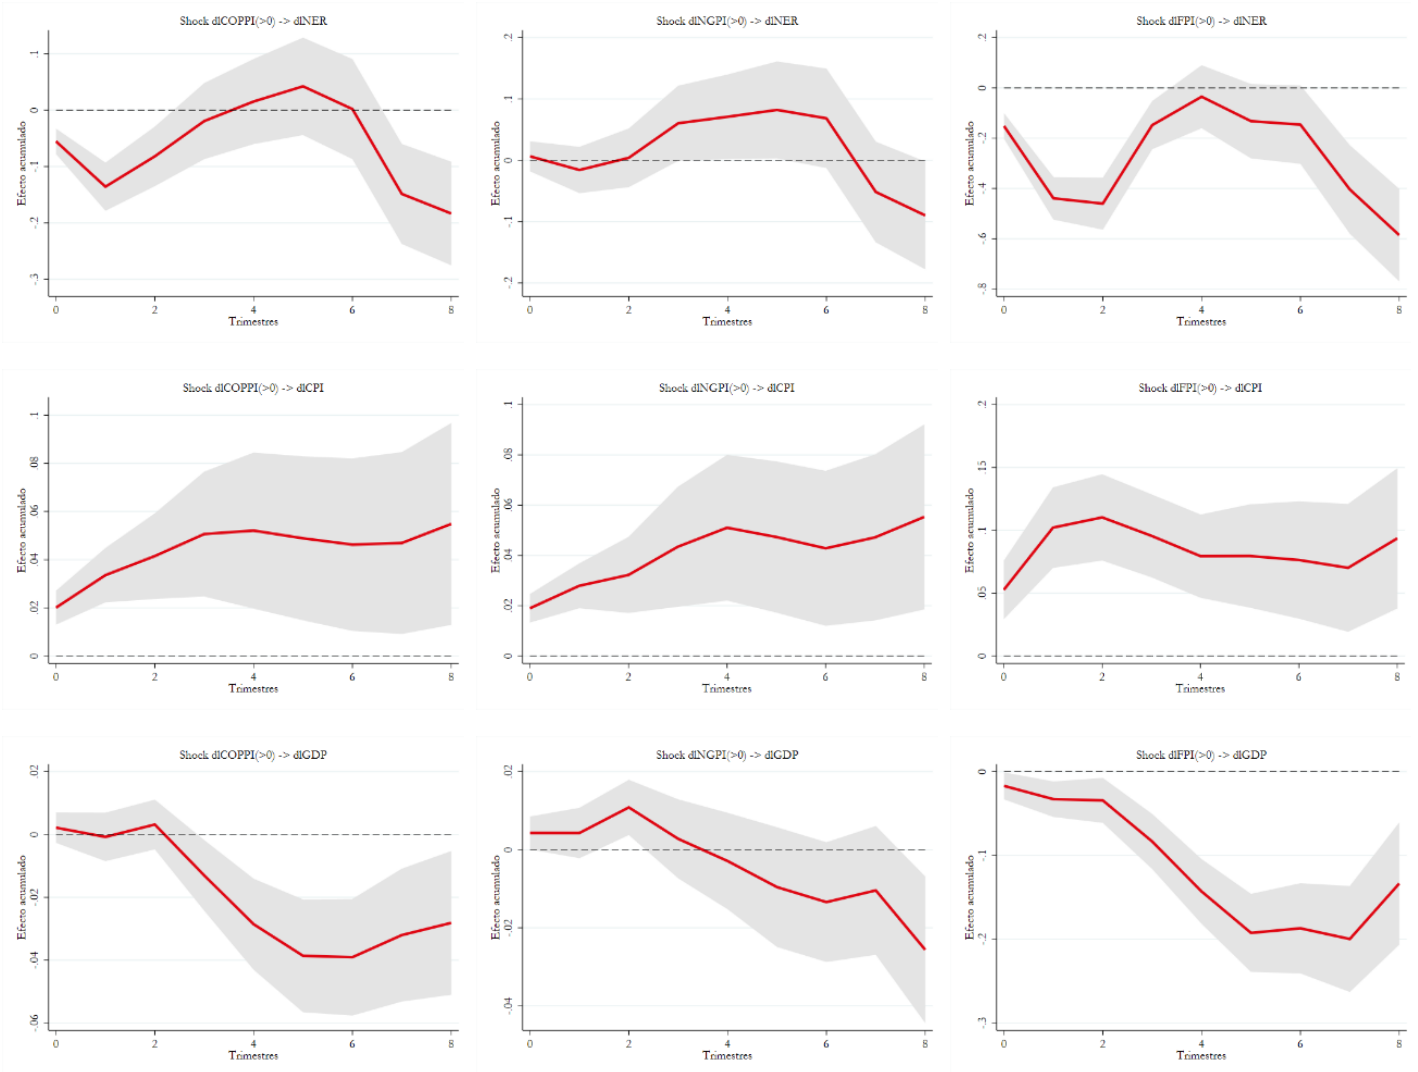 Shock dlCOPPI(>0) -> dlNER
Efecto acumulado
.1
0
-.1
-.2
-.3
0 2 4 6 8
Trimestres
Shock dlNGPI(>0) -> dlNER
Efecto acumulado
.2
.1
0
-.1
-.2
0 2 4 6 8
Trimestres
Shock dlFPI(>0) -> dlNER
Efecto acumulado
.2
0
-.2
-.4
-.6
-.8
0 2 4 6 8
Trimestres
Shock dlCOPPI(>0) -> dlCPI
Efecto acumulado
.1
.08
.06
.04
.02
0
0 2 4 6 8
Trimestres
Shock dlNGPI(>0) -> dlCPI
Efecto acumulado
.1
.08
.06
.04
.02
0
0 2 4 6 8
Trimestres
Shock dlFPI(>0) -> dlCPI
Efecto acumulado
.2
.15
.1
.05
0
0 2 4 6 8
Trimestres
Shock dlCOPPI(>0) -> dlGDP
Efecto acumulado
.02
0
-.02
-.04
-.06
0 2 4 6 8
Trimestres
Shock dlNGPI(>0) -> dlGDP
Efecto acumulado
.02
0
-.02
-.04
0 2 4 6 8
Trimestres
Shock dlFPI(>0) -> dlGDP
Efecto acumulado
0
-.1
-.2
-.3
0 2 4 6 8
Trimestres